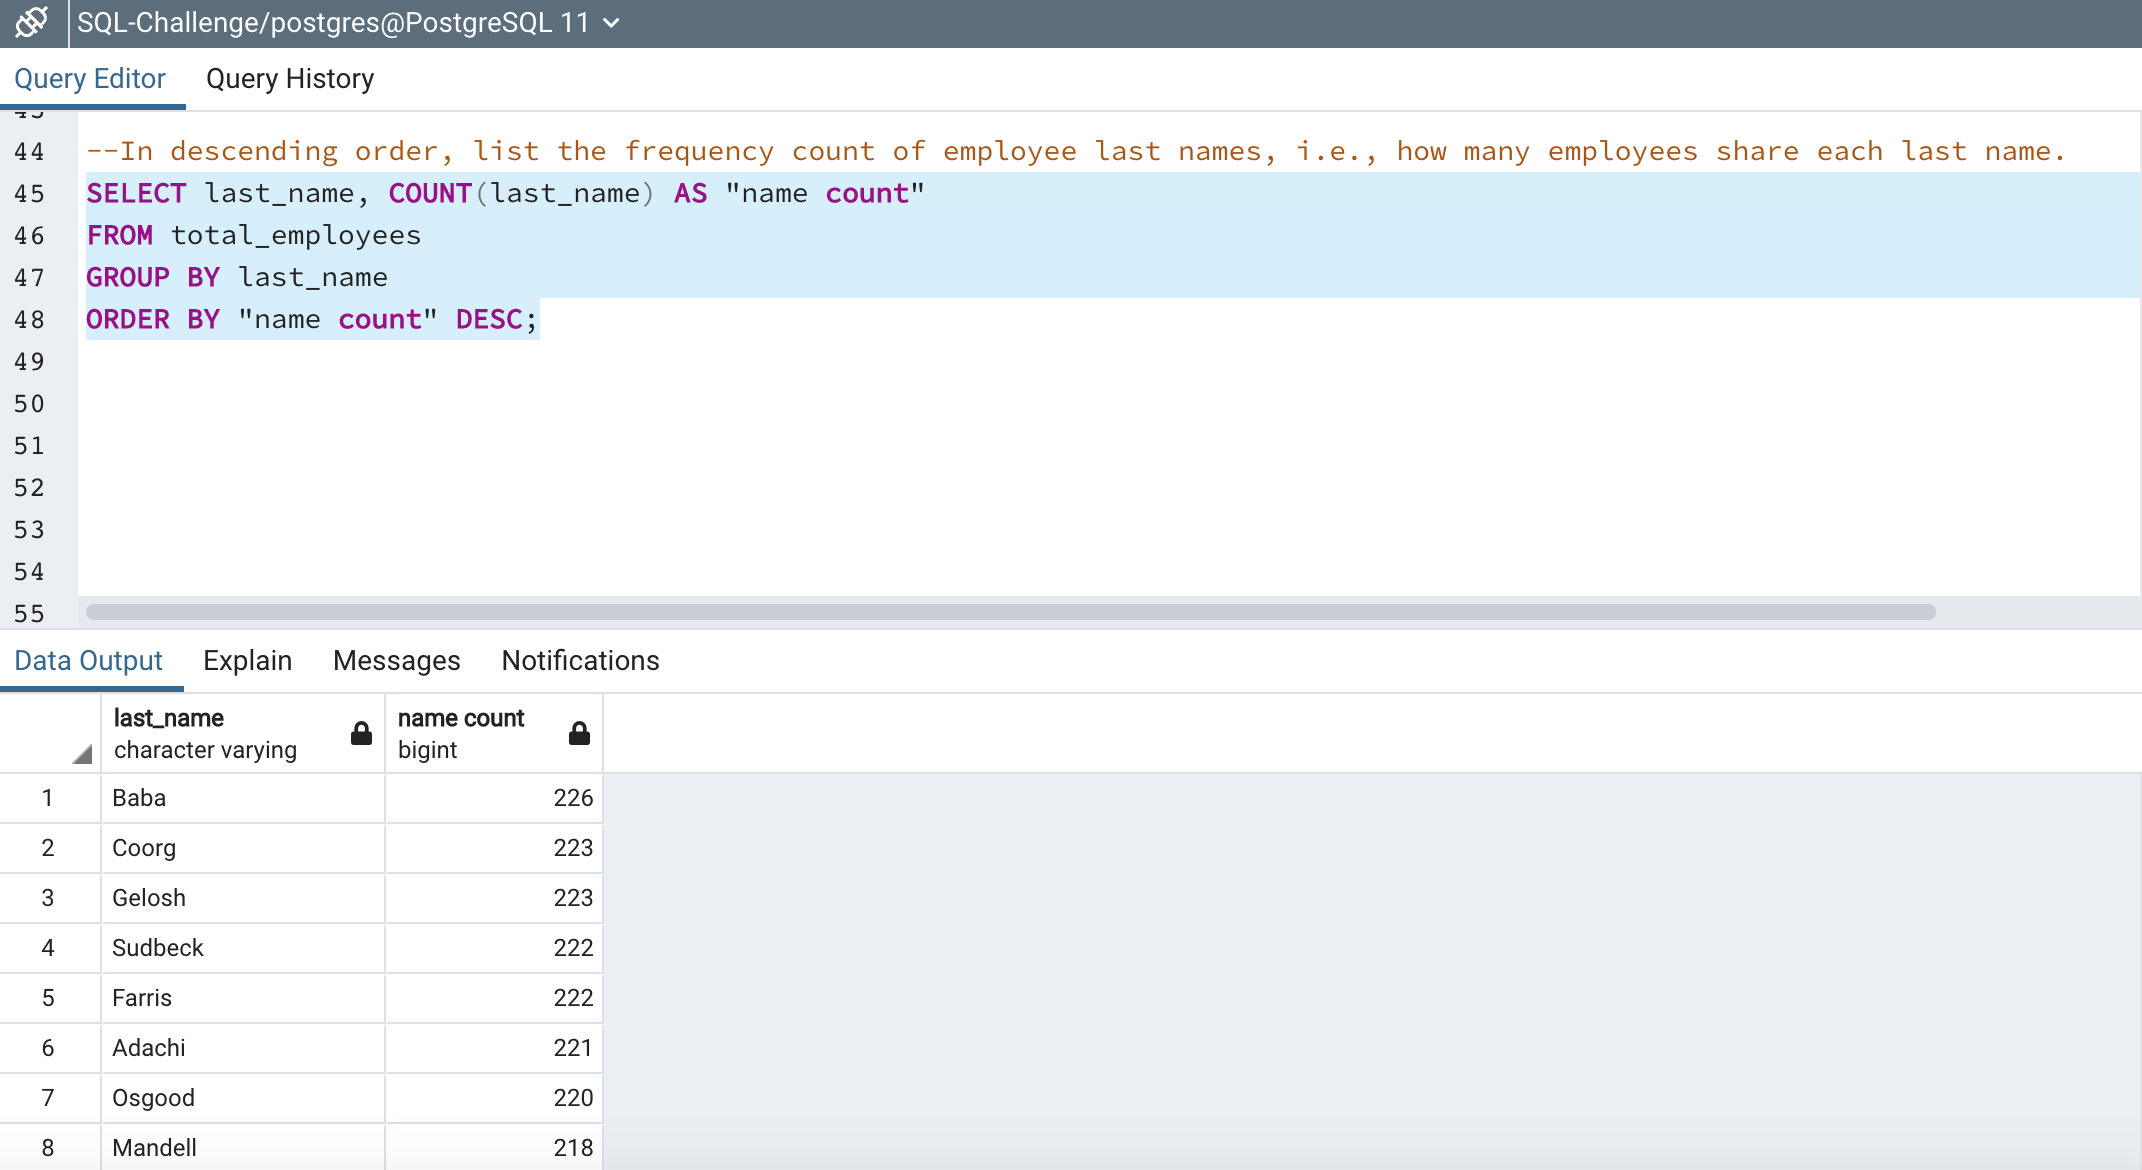 SQL-Challenge/postgres@PostgreSQL 11
Query Editor Query History
44 --In descending order, list the frequency count of employee last names, i.e., how many employees share each last name.
45 SELECT last_name, COUNT(last_name) AS "name count"
46 FROM total_employees
47 GROUP BY last_name
48 ORDER BY "name count" DESC;
49
50
51
52
53
54
55
Data Output Explain Messages Notifications
last_name name count
character varying bigint
1 Baba 226
2 Coorg 223
3 Gelosh 223
4 Sudbeck 222
5 Farris 222
6 Adachi 221
7 Osgood 220
8 Mandell 218